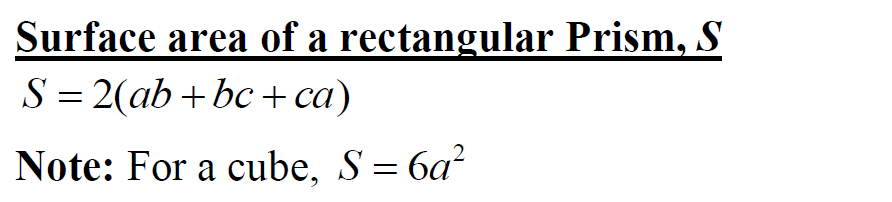 Surface area of a rectangular Prism, S
S = 2(ab + bc + ca)
Note: For a cube, S = 6a²